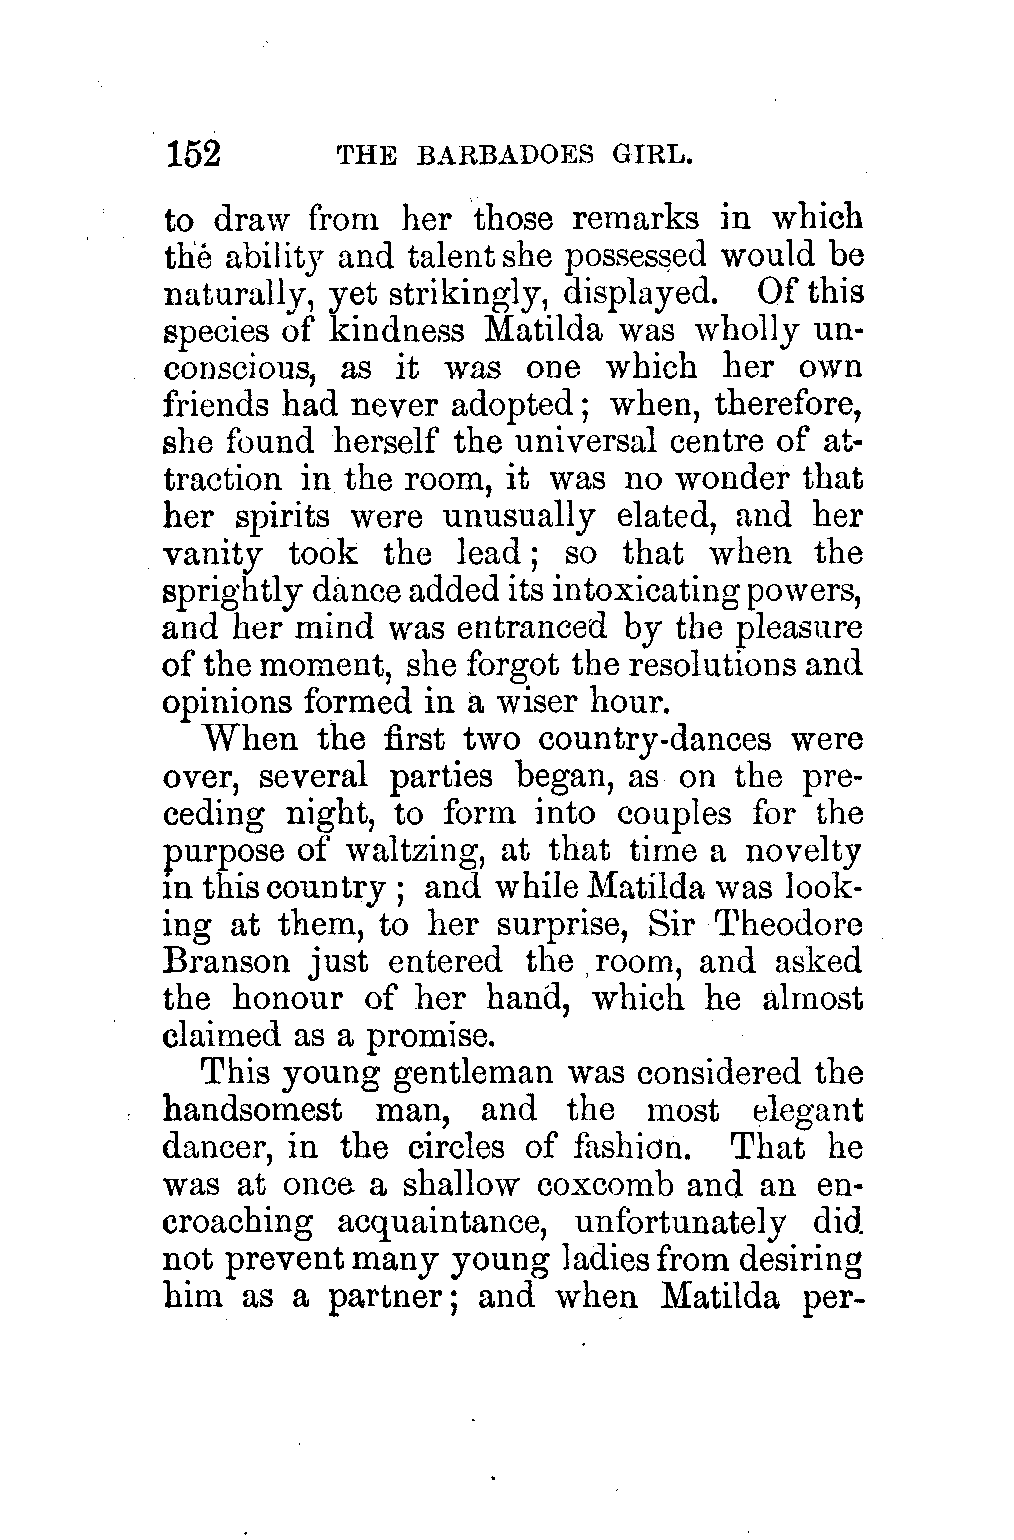 152 THE BARBADOES GIRL.
to draw from her those remarks in which
the ability and talent she possessed would be
naturally, yet strikingly, displayed. Of this
species of kindness Matilda was wholly un-
conscious, as it was one which her own
friends had never adopted; when, therefore,
she found herself the universal centre of at-
traction in the room, it was no wonder that
her spirits were unusually elated, and her
vanity took the lead; so that when the
sprightly dance added its intoxicating powers,
and her mind was entranced by the pleasure
of the moment, she forgot the resolutions and
opinions formed in a wiser hour.
When the first two country-dances were
over, several parties began, as on the pre-
ceding night, to form into couples for the
purpose of waltzing, at that time a novelty
in this country; and while Matilda was look-
ing at them, to her surprise, Sir Theodore
Branson just entered the room, and asked
the honour of her hand, which he almost
claimed as a promise.
This young gentleman was considered the
handsomest man, and the most elegant
dancer, in the circles of fashion. That he
was at once a shallow coxcomb and an en-
croaching acquaintance, unfortunately did
not prevent many young ladies from desiring
him as a partner; and when Matilda per-